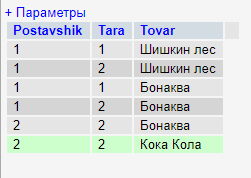 + Параметры
Postavshik Tara Tovar
1 1 Шишкин лес
1 2 Шишкин лес
1 1 Бонаква
1 2 Бонаква
2 2 Бонаква
2 2 Кока Кола